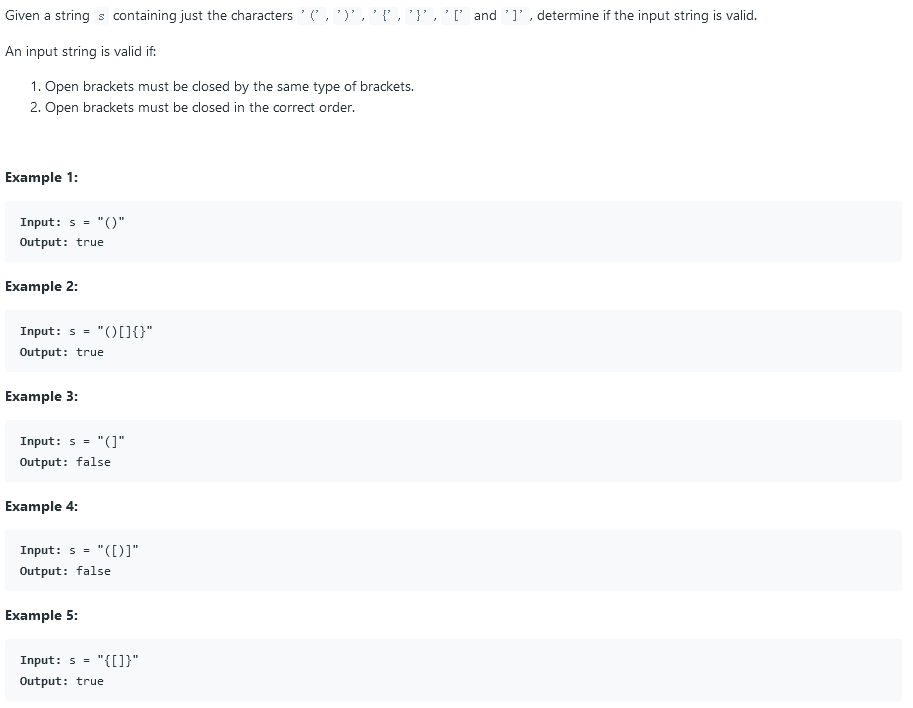 Given a string s containing just the characters '(', ')', '{', '}', '[' and ']', determine if the input string is valid.
An input string is valid if:
1. Open brackets must be closed by the same type of brackets.
2. Open brackets must be closed in the correct order.
Example 1:
Input: s = "()"
Output: true
Example 2:
Input: s = "()[]{}"
Output: true
Example 3:
Input: s = "(]"
Output: false
Example 4:
Input: s = "([)]"
Output: false
Example 5:
Input: s = "{[]}"
Output: true